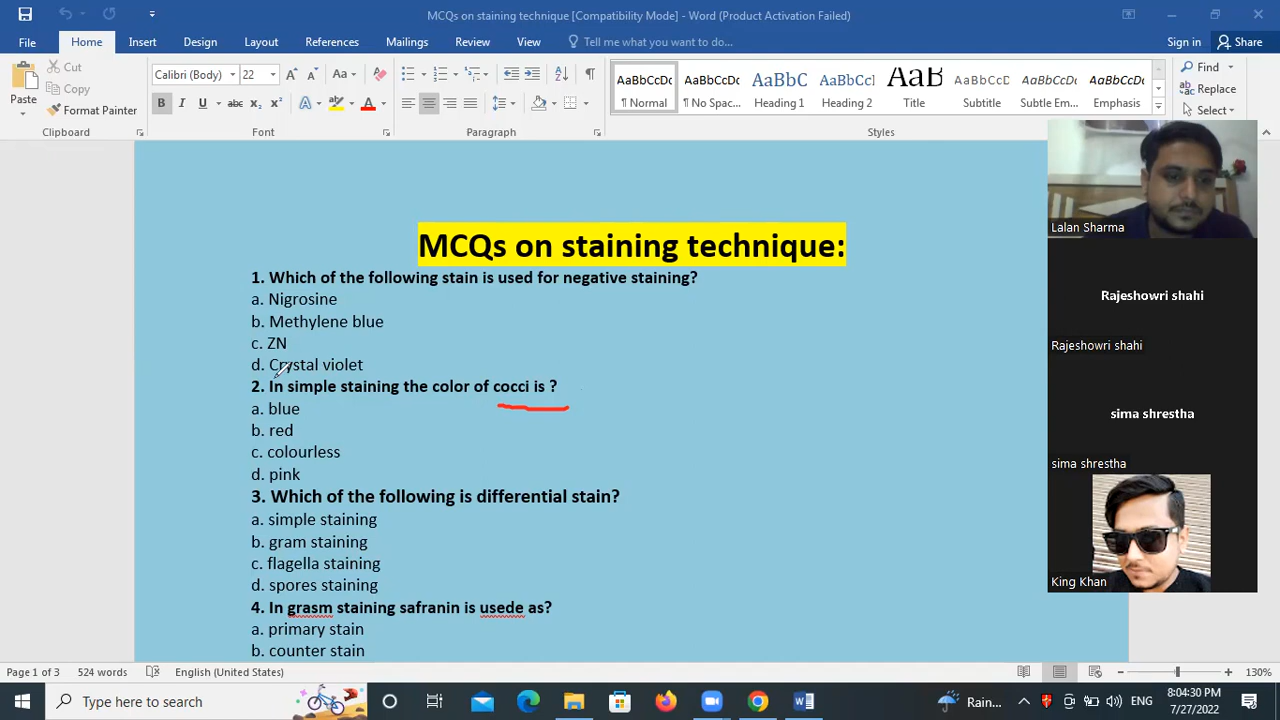 MCQs on staining technique [Compatibility Mode] - Word (Product Activation Failed)
File Home Insert Design Layout References Mailings Review View Tell me what you want to do... Sign in Share
Paste Cut Copy Format Painter Clipboard
Calibri (Body) 22 Aa B I U abc X₂ X² A A Font
Paragraph
AaBbCcDc ¶ Normal
AaBbCcDc ¶ No Spac...
AaBbC Heading 1
AaBbCcI Heading 2
AaB Title
AaBbCcD Subtitle
AaBbCcDt Subtle Em...
AaBbCcDt Emphasis
Styles
Find
Replace
Select
MCQs on staining technique:
1. Which of the following stain is used for negative staining?
a. Nigrosine
b. Methylene blue
c. ZN
d. Crystal violet
2. In simple staining the color of cocci is ?
a. blue
b. red
c. colourless
d. pink
3. Which of the following is differential stain?
a. simple staining
b. gram staining
c. flagella staining
d. spores staining
4. In grasm staining safranin is usede as?
a. primary stain
b. counter stain
Lalan Sharma
Rajeshowri shahi
Rajeshowri shahi
sima shrestha
sima shrestha
King Khan
Page 1 of 3 524 words English (United States) 130%
Type here to search
Rain... ENG 8:04:30 PM
7/27/2022